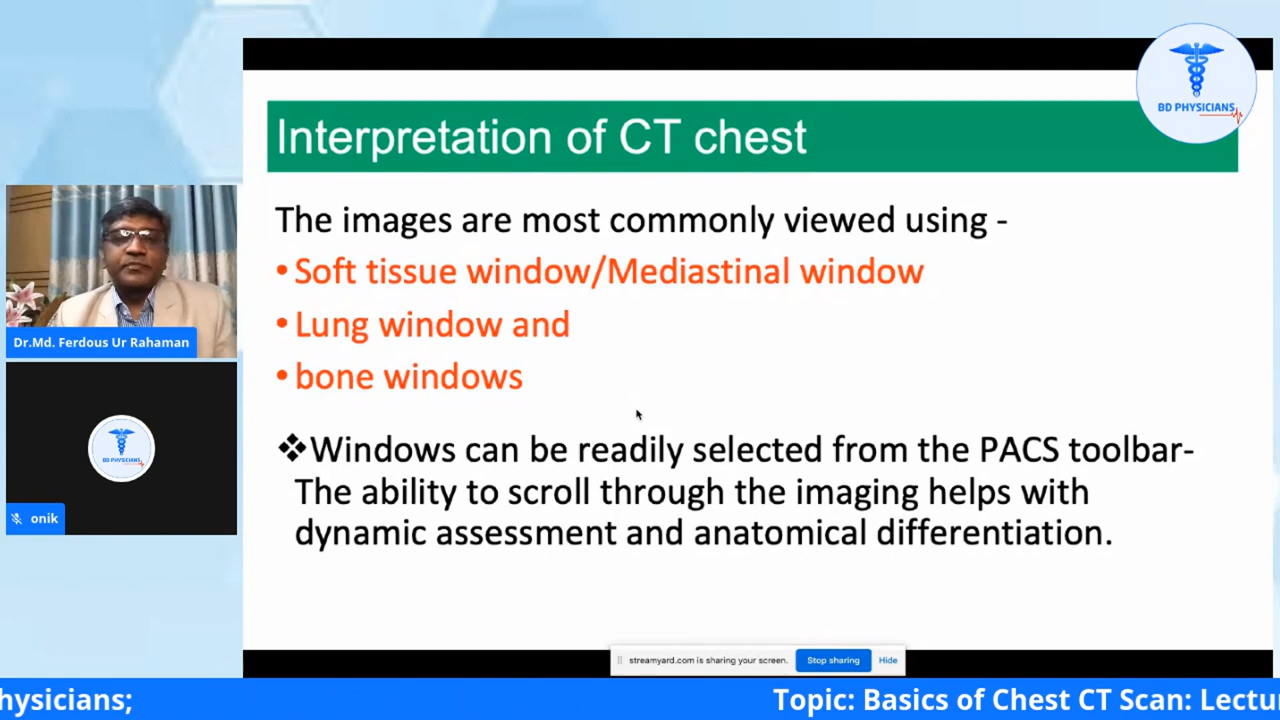 BD PHYSICIANS
Interpretation of CT chest
The images are most commonly viewed using -
•Soft tissue window/Mediastinal window
•Lung window and
•bone windows
❖Windows can be readily selected from the PACS toolbar-
The ability to scroll through the imaging helps with
dynamic assessment and anatomical differentiation.
Dr.Md. Ferdous Ur Rahaman
BD PHYSICIANS
onik
streamyard.com is sharing your screen.
Stop sharing
Hide
hysicians;
Topic: Basics of Chest CT Scan: Lectu